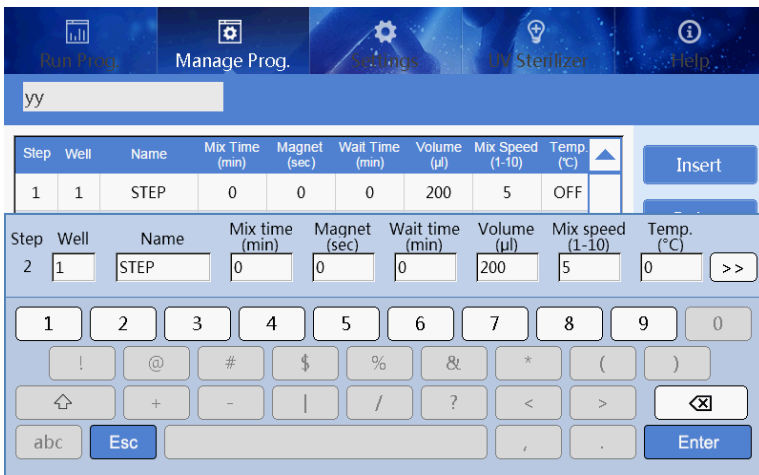 Run Prog. Manage Prog. Settings UV Sterilizer Help
yy
Step Well Name Mix Time (min) Magnet (sec) Wait Time (min) Volume (µl) Mix Speed (1-10) Temp. (℃)
Insert
1 1 STEP 0 0 0 200 5 OFF
Step Well Name Mix time (min) Magnet (sec) Wait time (min) Volume (µl) Mix speed (1-10) Temp. (°C)
2 1 STEP 0 0 0 200 5 0 >>
1 2 3 4 5 6 7 8 9 0
! @ # $ % & * ( )
+ - | / ? < >
abc Esc , . Enter